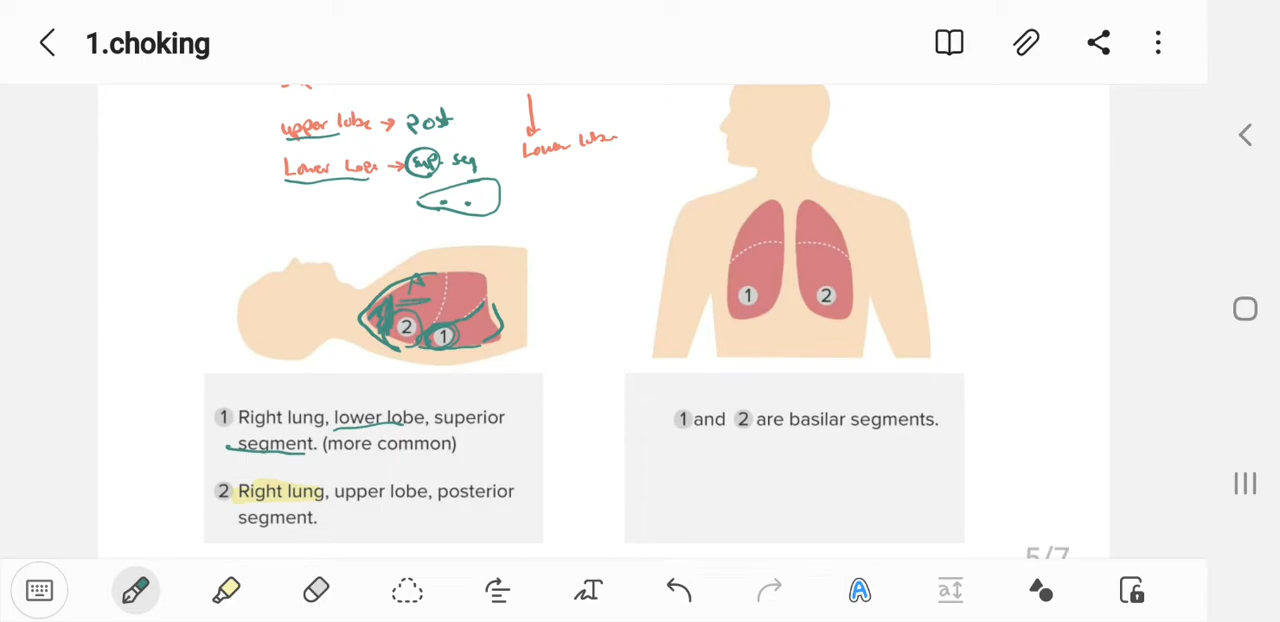 1.choking
upper lobe → post
Lower Lobe → sup. seg
Lower lobe
2
1
1
2
1 Right lung, lower lobe, superior
segment. (more common)
2 Right lung, upper lobe, posterior
segment.
1 and 2 are basilar segments.
5/7